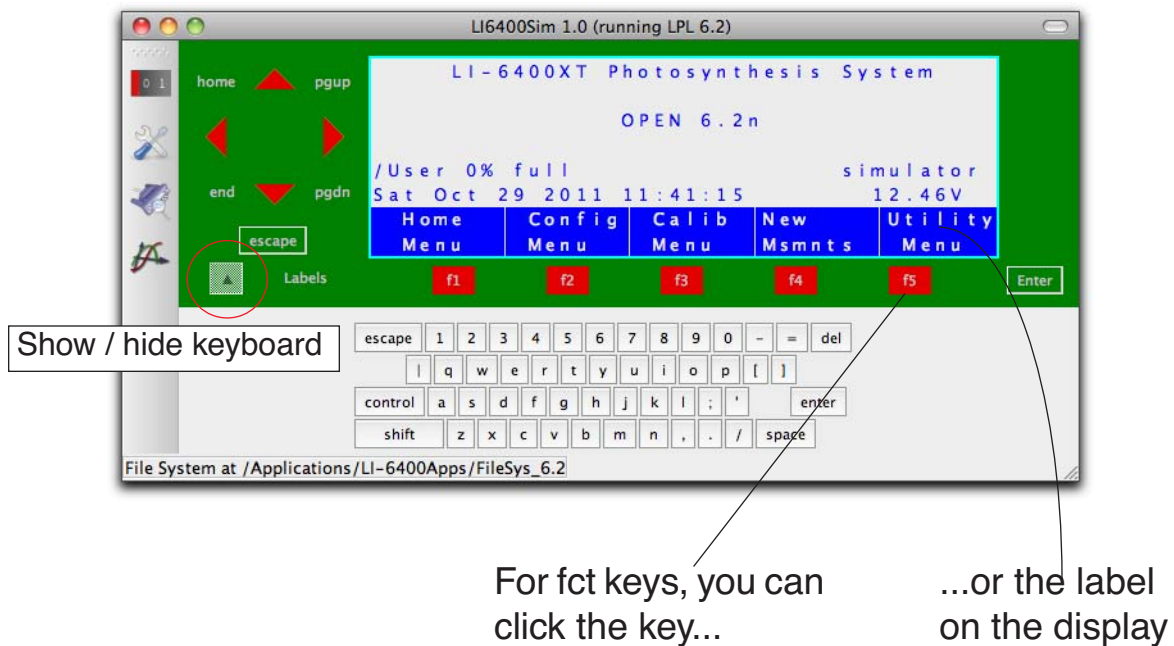 LI6400Sim 1.0 (running LPL 6.2)
0 1
home pgup
end pgdn
escape
Labels
LI-6400XT Photosynthesis System
OPEN 6.2n
/User 0% full simulator
Sat Oct 29 2011 11:41:15 12.46V
Home Config Calib New Utility
Menu Menu Menu Msmnts Menu
f1 f2 f3 f4 f5 Enter
Show / hide keyboard
escape 1 2 3 4 5 6 7 8 9 0 - = del
| q w e r t y u i o p [ ]
control a s d f g h j k l ; ' enter
shift z x c v b m n , . / space
File System at /Applications/LI-6400Apps/FileSys_6.2
For fct keys, you can
click the key...
...or the label
on the display